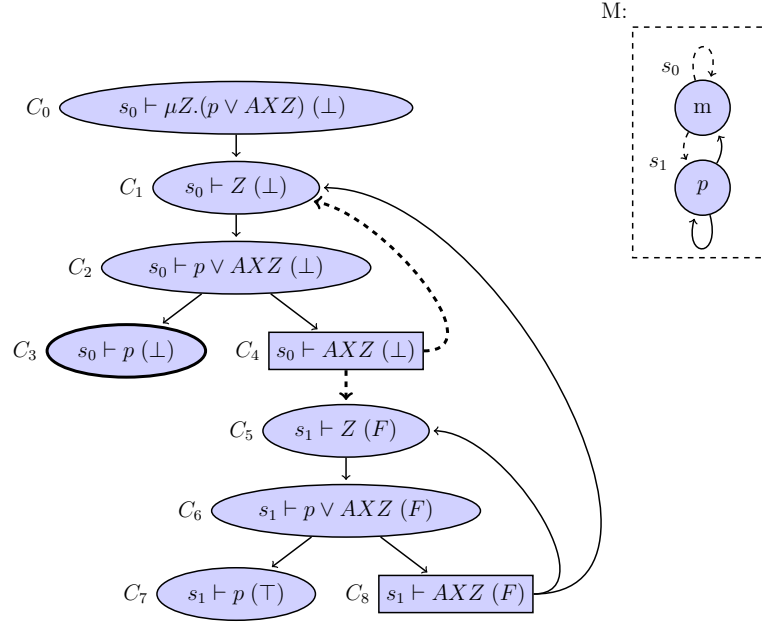 M:
s₀
m
s₁
p
C₀ s₀ ⊢ μZ.(p ∨ AXZ) (⊥)
C₁ s₀ ⊢ Z (⊥)
C₂ s₀ ⊢ p ∨ AXZ (⊥)
C₃ s₀ ⊢ p (⊥)
C₄ s₀ ⊢ AXZ (⊥)
C₅ s₁ ⊢ Z (F)
C₆ s₁ ⊢ p ∨ AXZ (F)
C₇ s₁ ⊢ p (⊤)
C₈ s₁ ⊢ AXZ (F)